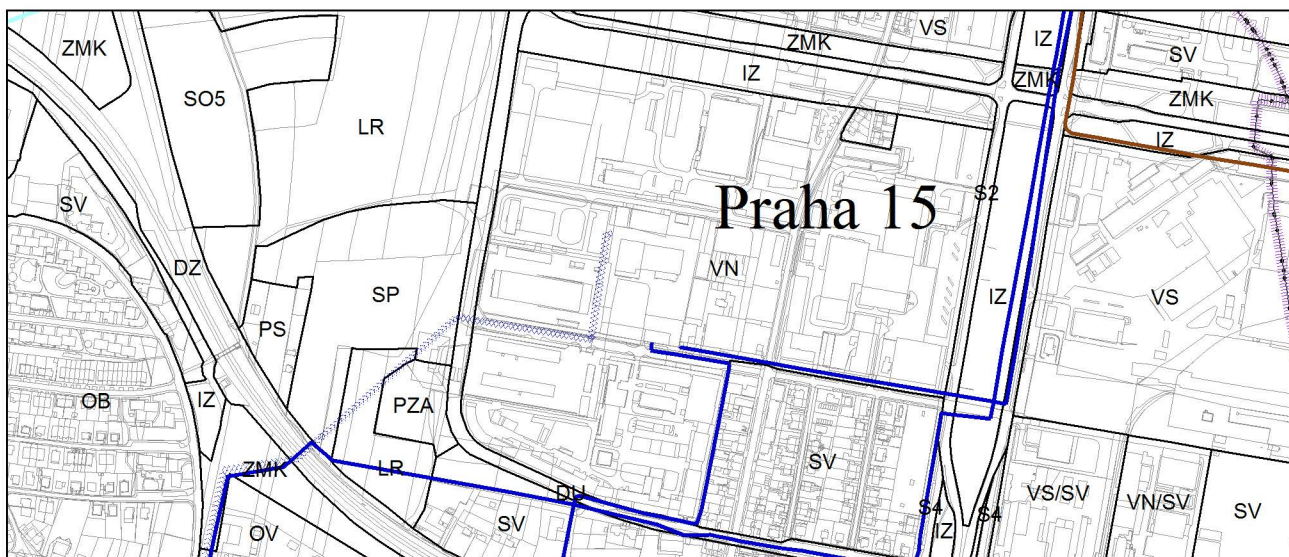 VS
IZ
ZMK
ZMK
SV
IZ
ZMK
SO5
ZMK
LR
IZ
S2
SV
Praha 15
DZ
VN
SP
IZ
VS
PS
OB
IZ
PZA
ZMK
LR
SV
DU
VS/SV
VN/SV
S4
S4
SV
SV
OV
IZ